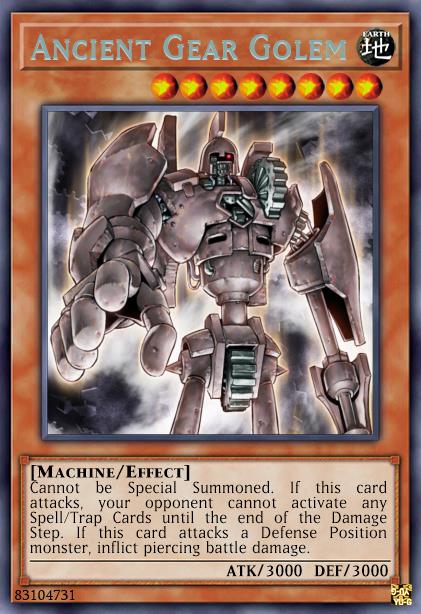 ANCIENT GEAR GOLEM
EARTH
地
[MACHINE/EFFECT]
Cannot be Special Summoned. If this card
attacks, your opponent cannot activate any
Spell/Trap Cards until the end of the Damage
Step. If this card attacks a Defense Position
monster, inflict piercing battle damage.
ATK/3000 DEF/3000
83104731